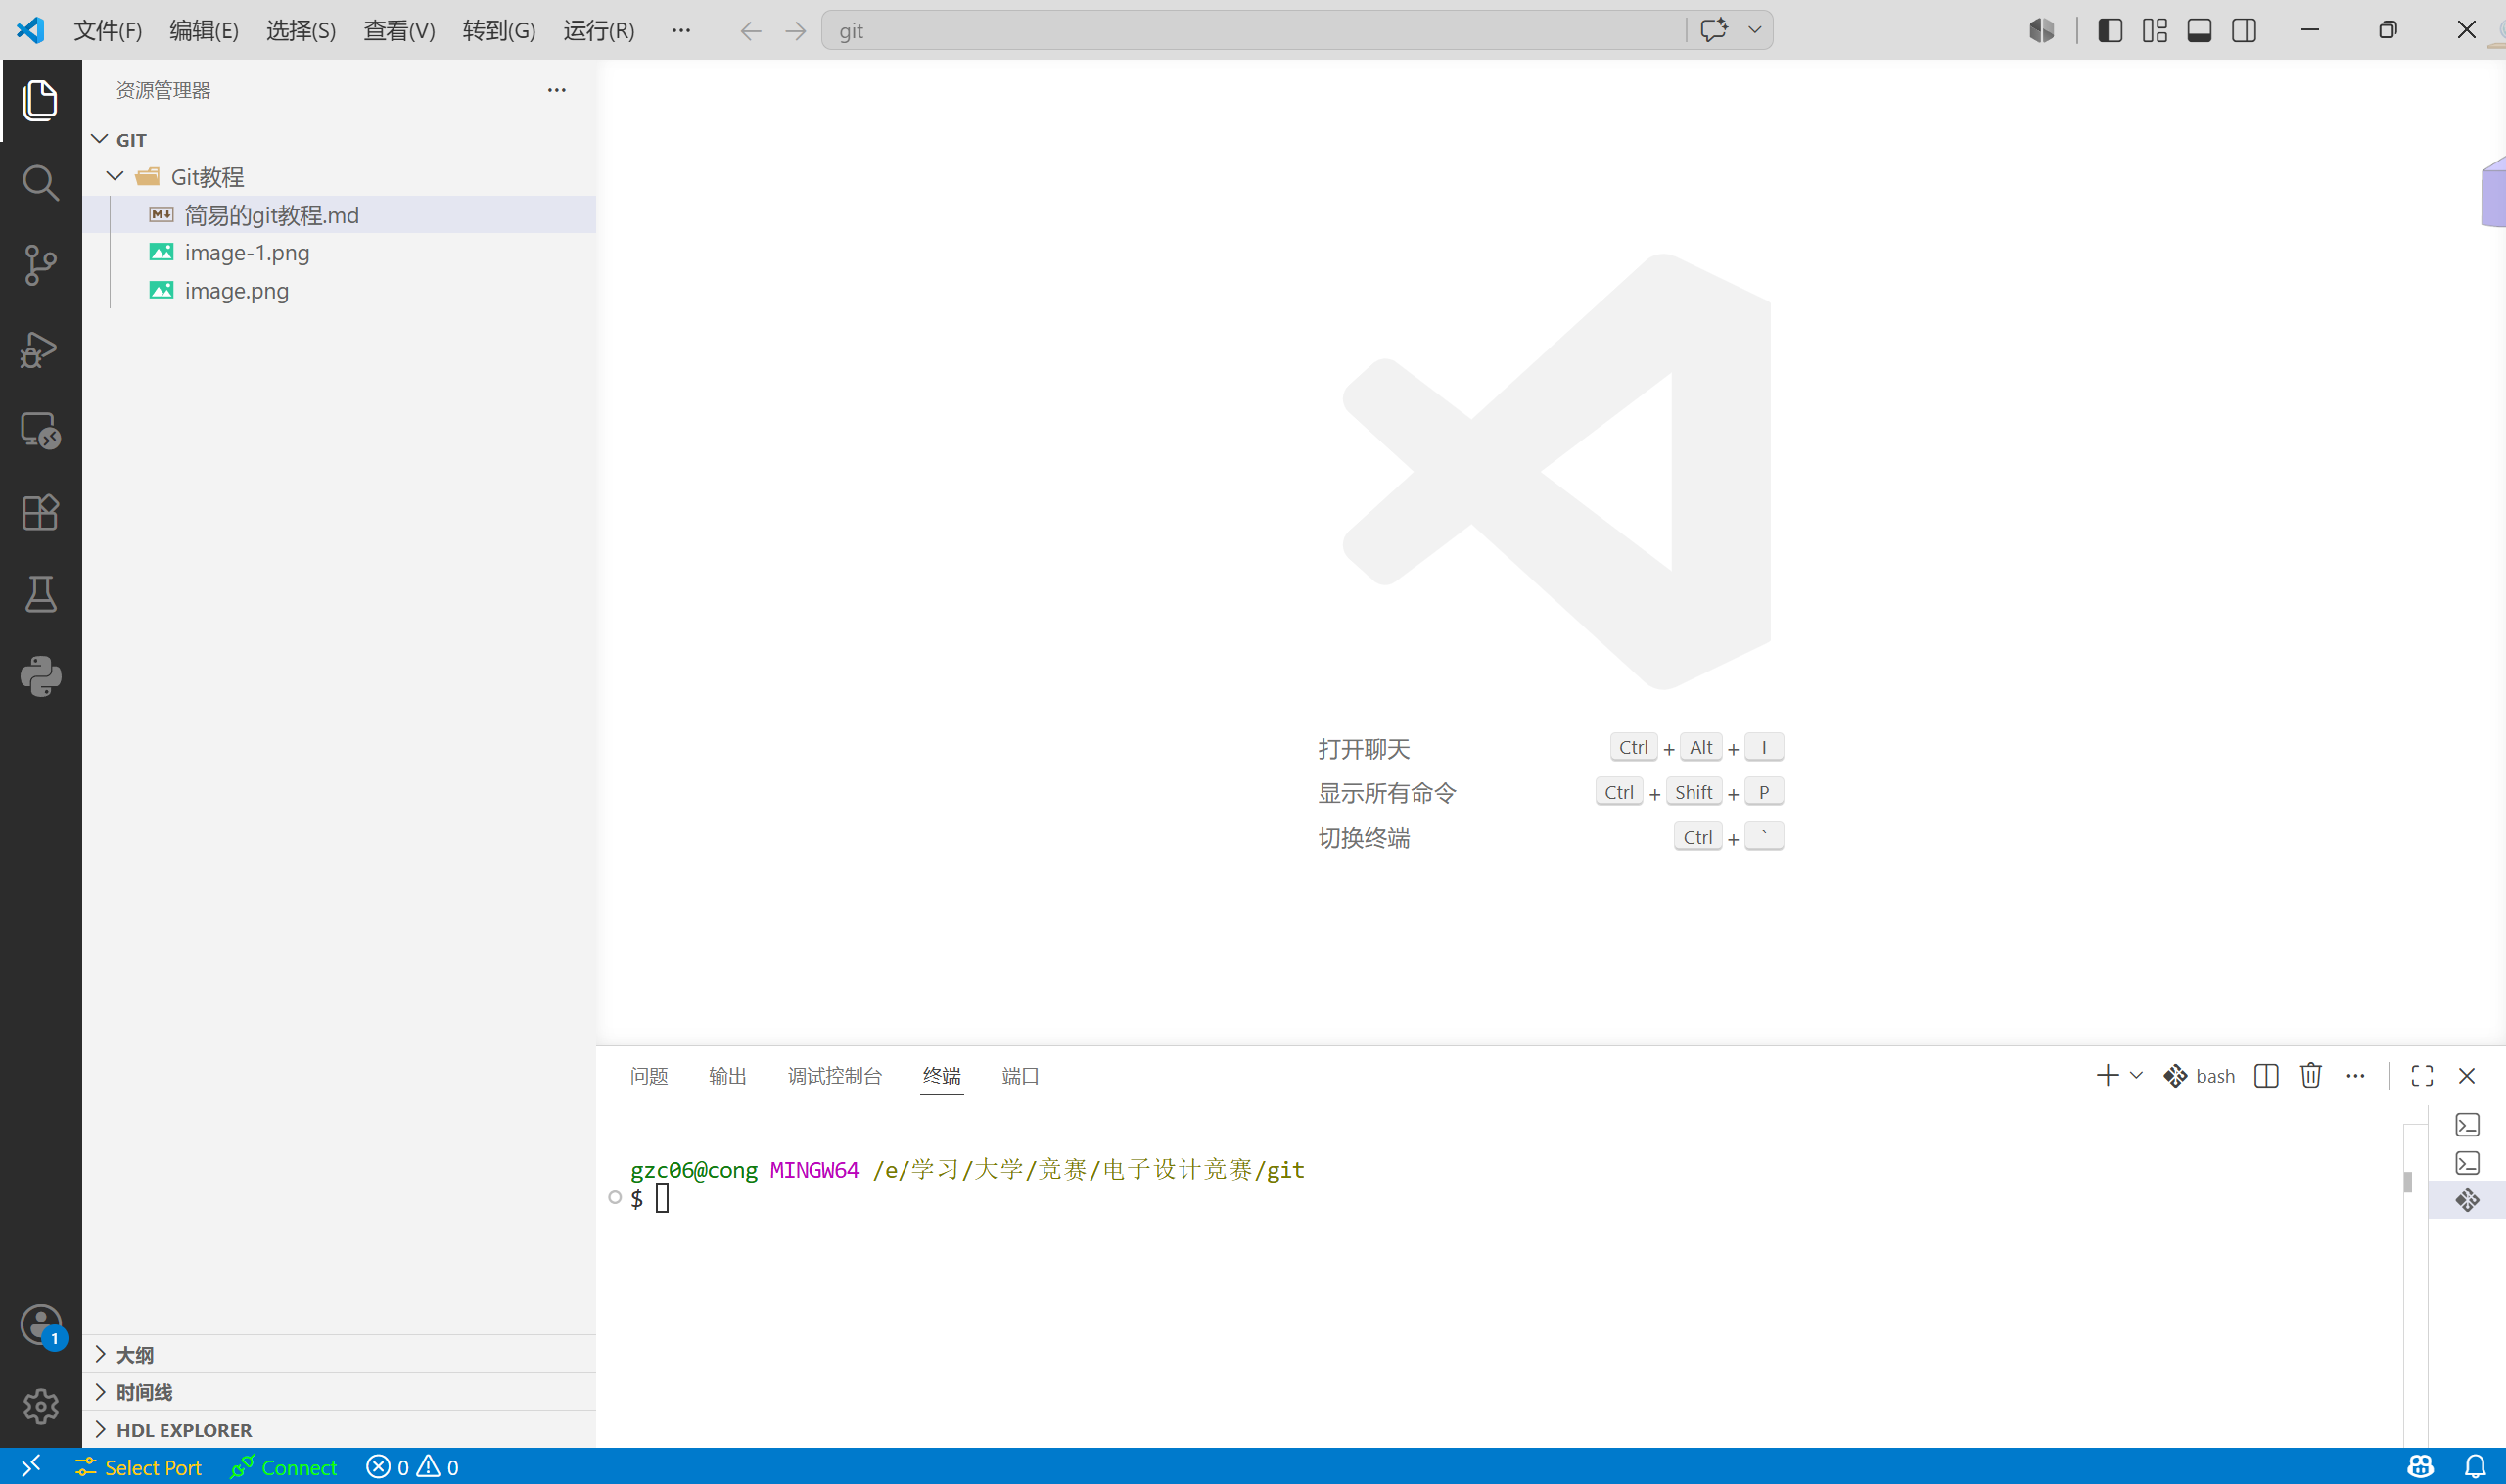 文件(F) 编辑(E) 选择(S) 查看(V) 转到(G) 运行(R) ··· git
资源管理器 ···
GIT
Git教程
简易的git教程.md
image-1.png
image.png
打开聊天 Ctrl + Alt + I
显示所有命令 Ctrl + Shift + P
切换终端 Ctrl + `
问题 输出 调试控制台 终端 端口 bash ···
gzc06@cong MINGW64 /e/学习/大学/竞赛/电子设计竞赛/git
$
1
大纲
时间线
HDL EXPLORER
Select Port Connect 0 0